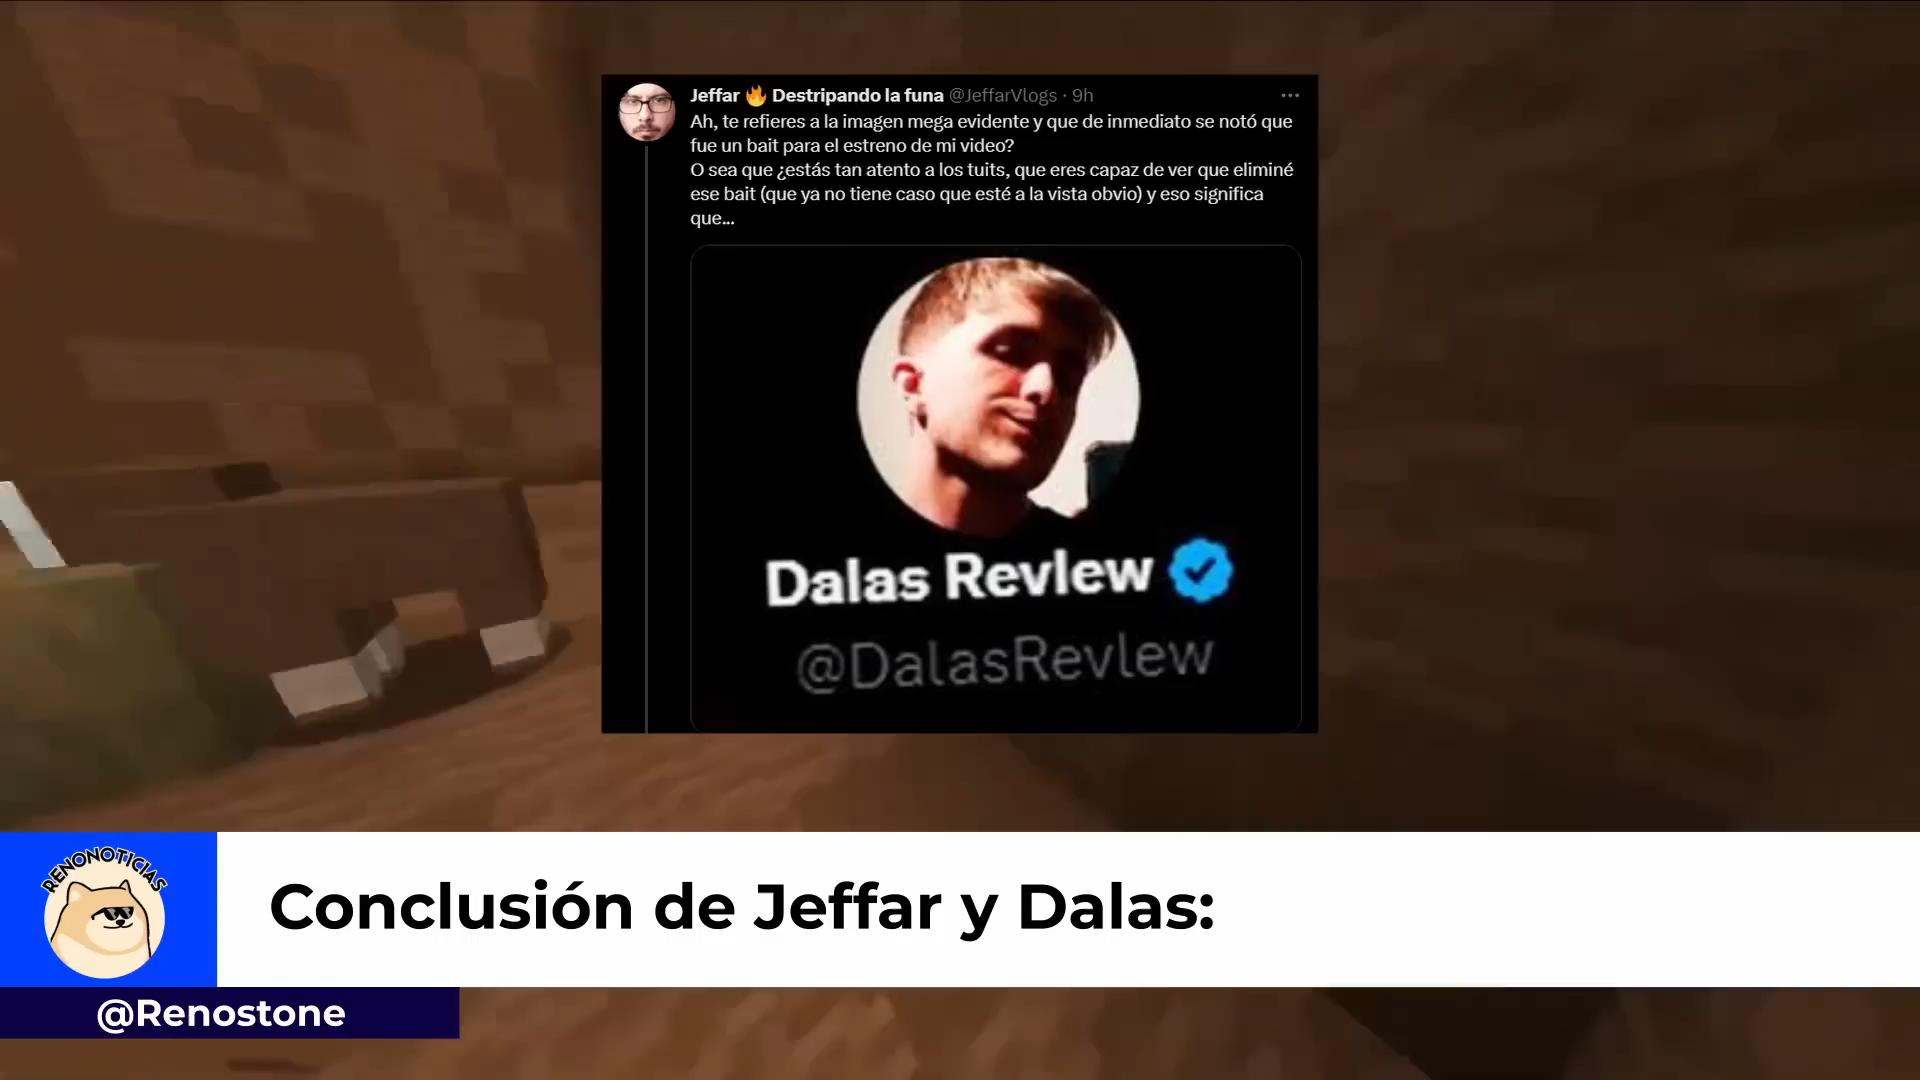 Jeffar 🔥 Destripando la funa @JeffarVlogs · 9h
Ah, te refieres a la imagen mega evidente y que de inmediato se notó que
fue un bait para el estreno de mi video?
O sea que ¿estás tan atento a los tuits, que eres capaz de ver que eliminé
ese bait (que ya no tiene caso que esté a la vista obvio) y eso significa
que...
Dalas Revlew
@DalasRevlew
RENONOTICIAS
Conclusión de Jeffar y Dalas:
@Renostone